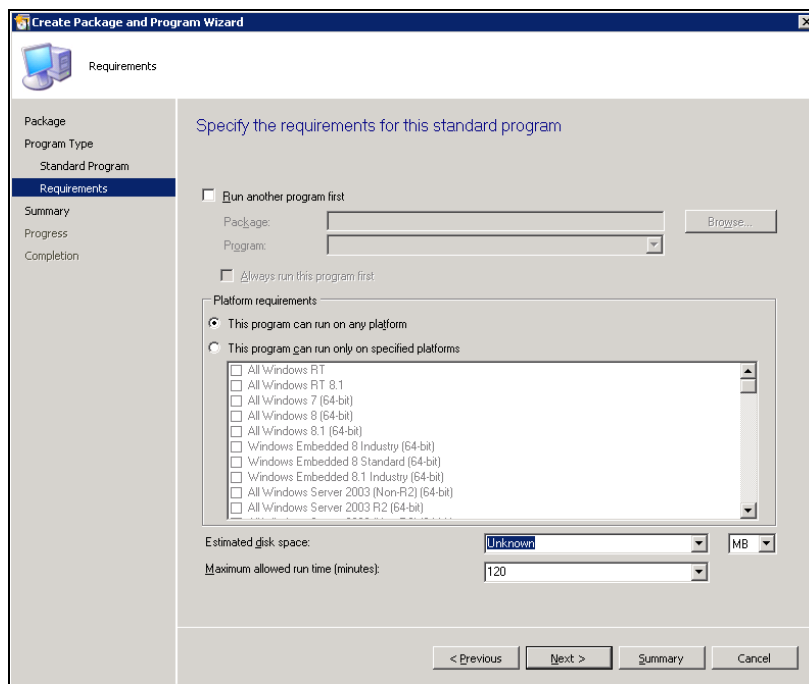 Create Package and Program Wizard
Requirements
Package
Program Type
Standard Program
Requirements
Summary
Progress
Completion
Specify the requirements for this standard program
Run another program first
Package:
Browse...
Program:
Always run this program first
Platform requirements
This program can run on any platform
This program can run only on specified platforms
All Windows RT
All Windows RT 8.1
All Windows 7 (64-bit)
All Windows 8 (64-bit)
All Windows 8.1 (64-bit)
Windows Embedded 8 Industry (64-bit)
Windows Embedded 8 Standard (64-bit)
Windows Embedded 8.1 Industry (64-bit)
All Windows Server 2003 (Non-R2) (64-bit)
All Windows Server 2003 R2 (64-bit)
Estimated disk space:
Unknown
MB
Maximum allowed run time (minutes):
120
< Previous
Next >
Summary
Cancel